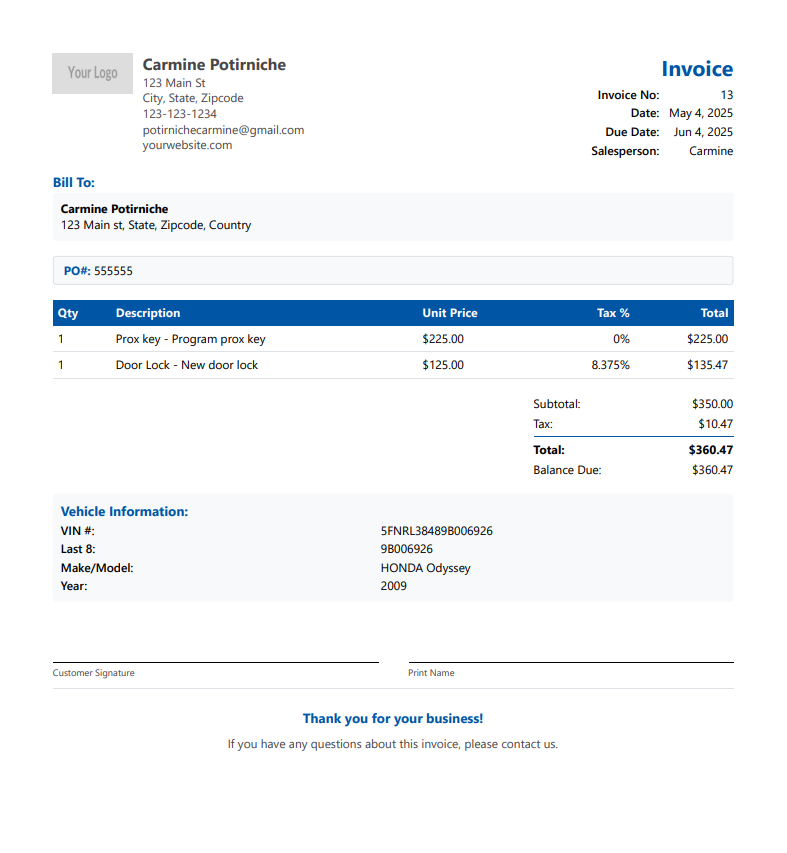 Your Logo
Carmine Potirniche
123 Main St
City, State, Zipcode
123-123-1234
potirnichecarmine@gmail.com
yourwebsite.com
Invoice
Invoice No: 13
Date: May 4, 2025
Due Date: Jun 4, 2025
Salesperson: Carmine
Bill To:
Carmine Potirniche
123 Main st, State, Zipcode, Country
PO#: 555555
Qty Description Unit Price Tax % Total
1 Prox key - Program prox key $225.00 0% $225.00
1 Door Lock - New door lock $125.00 8.375% $135.47
Subtotal: $350.00
Tax: $10.47
Total: $360.47
Balance Due: $360.47
Vehicle Information:
VIN #: 5FNRL38489B006926
Last 8: 9B006926
Make/Model: HONDA Odyssey
Year: 2009
Customer Signature Print Name
Thank you for your business!
If you have any questions about this invoice, please contact us.